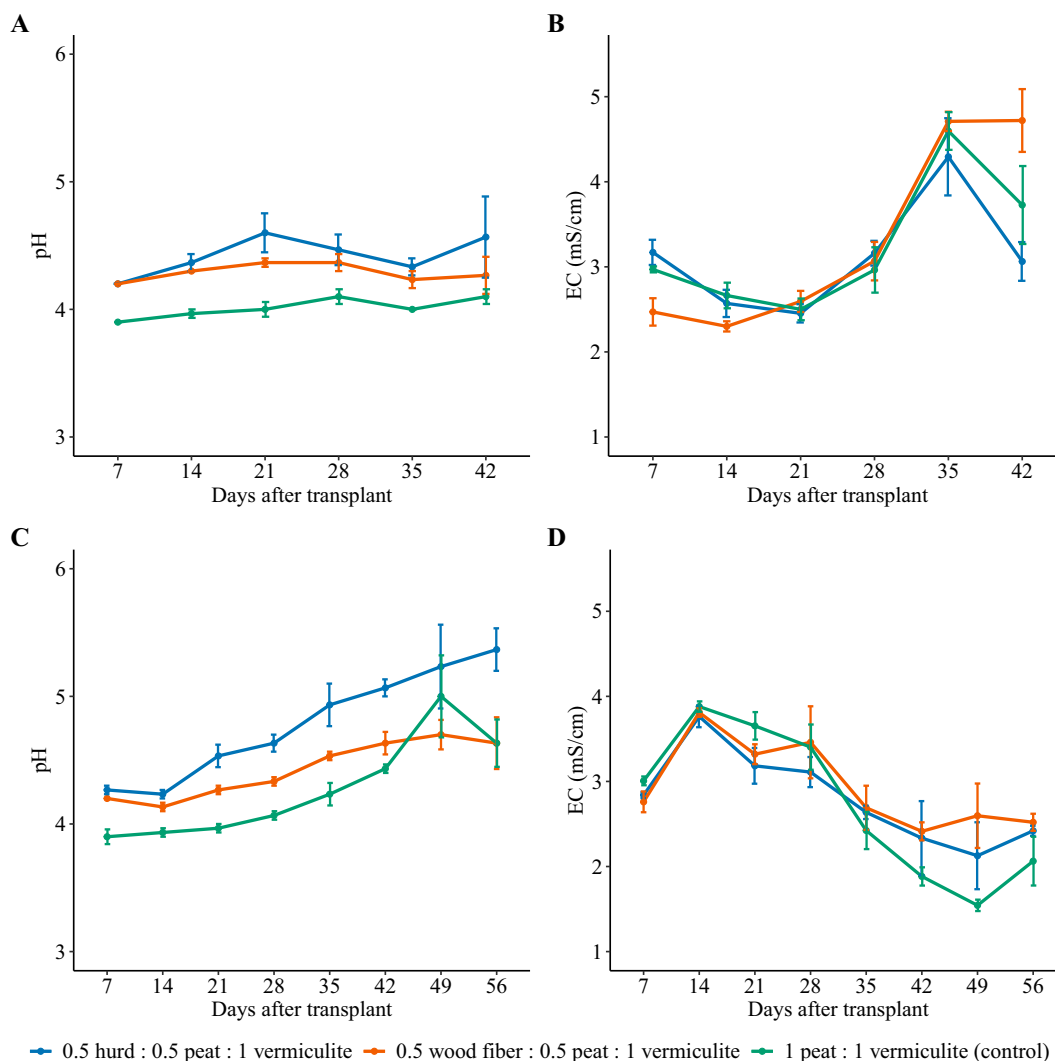 A
B
6
5
4
3
pH
7 14 21 28 35 42
Days after transplant
5
4
3
2
1
EC (mS/cm)
7 14 21 28 35 42
Days after transplant
C
D
6
5
4
3
pH
7 14 21 28 35 42 49 56
Days after transplant
5
4
3
2
1
EC (mS/cm)
7 14 21 28 35 42 49 56
Days after transplant
0.5 hurd : 0.5 peat : 1 vermiculite 0.5 wood fiber : 0.5 peat : 1 vermiculite 1 peat : 1 vermiculite (control)